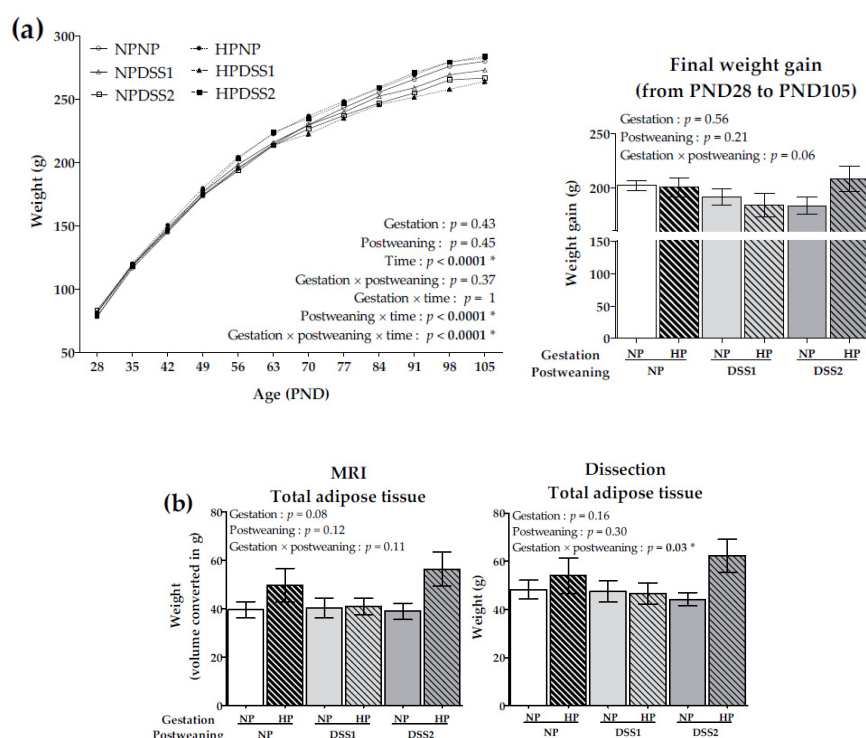 (a)
300
250
200
150
100
50
Weight (g)
NPNP
NPDSS1
NPDSS2
HPNP
HPDSS1
HPDSS2
Gestation : p = 0.43
Postweaning : p = 0.45
Time : p < 0.0001 *
Gestation × postweaning : p = 0.37
Gestation × time : p = 1
Postweaning × time : p < 0.0001 *
Gestation × postweaning × time : p < 0.0001 *
28 35 42 49 56 63 70 77 84 91 98 105
Age (PND)
Final weight gain
(from PND28 to PND105)
Gestation : p = 0.56
Postweaning : p = 0.21
Gestation × postweaning : p = 0.06
250
200
150
100
50
0
Weight gain (g)
Gestation NP HP NP HP NP HP
Postweaning NP DSS1 DSS2
(b)
MRI
Total adipose tissue
Gestation : p = 0.08
Postweaning : p = 0.12
Gestation × postweaning : p = 0.11
80
60
40
20
0
Weight
(volume converted in g)
Gestation NP HP NP HP NP HP
Postweaning NP DSS1 DSS2
Dissection
Total adipose tissue
Gestation : p = 0.16
Postweaning : p = 0.30
Gestation × postweaning : p = 0.03 *
80
60
40
20
0
Weight (g)
NP HP NP HP NP HP
NP DSS1 DSS2